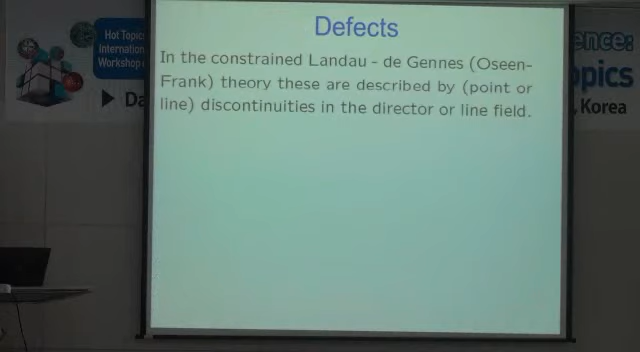 Defects
In the constrained Landau - de Gennes (Oseen-
Frank) theory these are described by (point or
line) discontinuities in the director or line field.
Hot Topic
Internation
Workshop
ence:
opics
, Korea
▶ Da